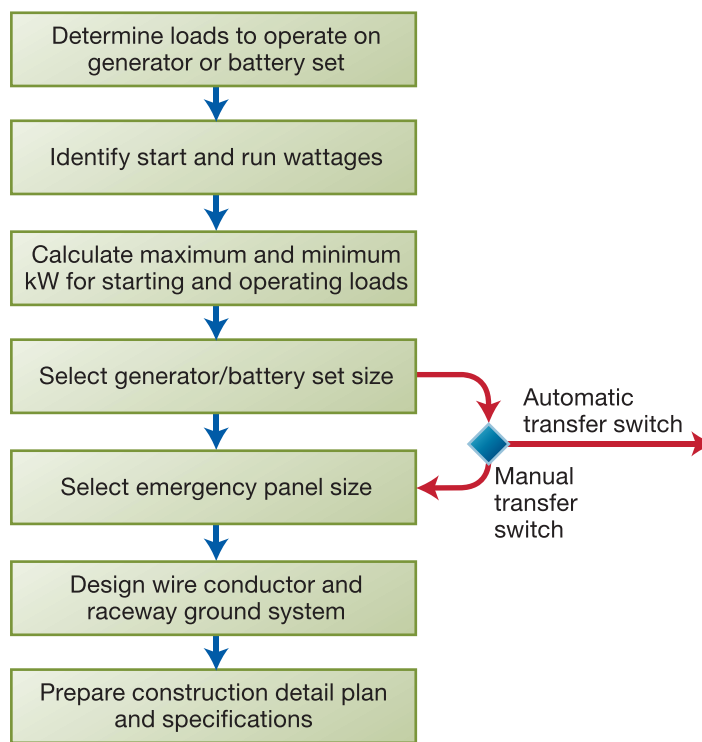 Determine loads to operate on
generator or battery set
Identify start and run wattages
Calculate maximum and minimum
kW for starting and operating loads
Select generator/battery set size
Automatic
transfer switch
Manual
transfer
switch
Select emergency panel size
Design wire conductor and
raceway ground system
Prepare construction detail plan
and specifications